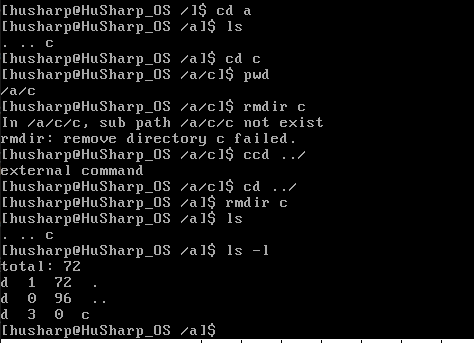 [husharp@HuSharp_OS /]$ cd a
[husharp@HuSharp_OS /a]$ ls
. .. c
[husharp@HuSharp_OS /a]$ cd c
[husharp@HuSharp_OS /a/c]$ pwd
/a/c
[husharp@HuSharp_OS /a/c]$ rmdir c
In /a/c/c, sub path /a/c/c not exist
rmdir: remove directory c failed.
[husharp@HuSharp_OS /a/c]$ ccd ../
external command
[husharp@HuSharp_OS /a/c]$ cd ../
[husharp@HuSharp_OS /a]$ rmdir c
[husharp@HuSharp_OS /a]$ ls
. .. c
[husharp@HuSharp_OS /a]$ ls -l
total: 72
d  1  72  .
d  0  96  ..
d  3  0  c
[husharp@HuSharp_OS /a]$